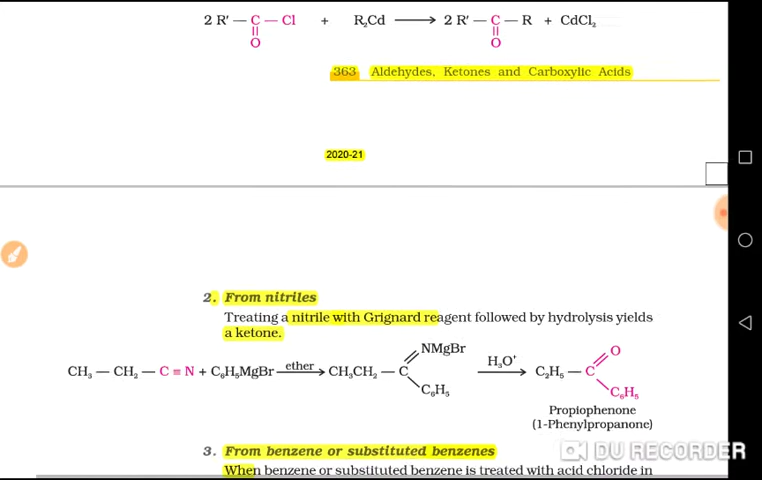 2 R′ — C — Cl + R₂Cd ⟶ 2 R′ — C — R + CdCl₂
|| ||
O O
363 Aldehydes, Ketones and Carboxylic Acids
2020-21
2. From nitriles
Treating a nitrile with Grignard reagent followed by hydrolysis yields
a ketone.
NMgBr O
CH₃ — CH₂ — C ≡ N + C₆H₅MgBr ether ⟶ CH₃CH₂ — C H₃O⁺ ⟶ C₂H₅ — C
C₆H₅ C₆H₅
Propiophenone
(1-Phenylpropanone)
3. From benzene or substituted benzenes
DU RECORDER
When benzene or substituted benzene is treated with acid chloride in